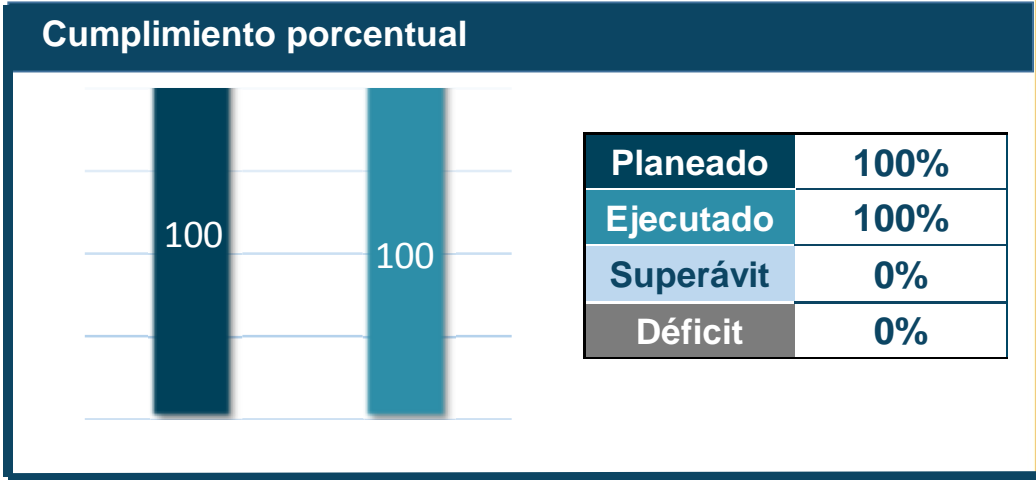 Cumplimiento porcentual
100
100
Planeado 100%
Ejecutado 100%
Superávit 0%
Déficit 0%